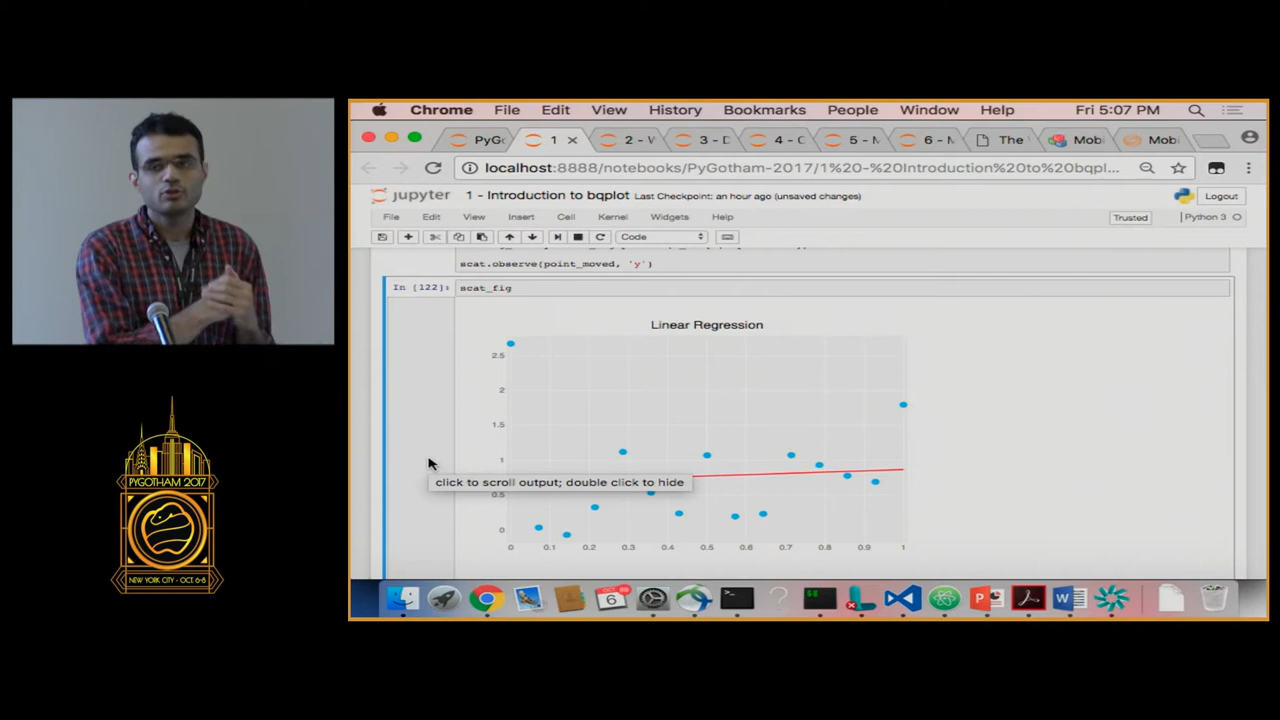 Chrome File Edit View History Bookmarks People Window Help Fri 5:07 PM
PyGo 1 2 - V 3 - D 4 - C 5 - M 6 - M The Mobi Mobi
localhost:8888/notebooks/PyGotham-2017/1%20-%20Introduction%20to%20bqpl...
jupyter 1 - Introduction to bqplot Last Checkpoint: an hour ago (unsaved changes) Logout
File Edit View Insert Cell Kernel Widgets Help Trusted Python 3
Code
scat.observe(point_moved, 'y')
In [122]: scat_fig
Linear Regression
2.5
2
1.5
1
click to scroll output; double click to hide
0.5
0
0 0.1 0.2 0.3 0.4 0.5 0.6 0.7 0.8 0.9 1
6
PYGOTHAM 2017
NEW YORK CITY - OCT. 6-8